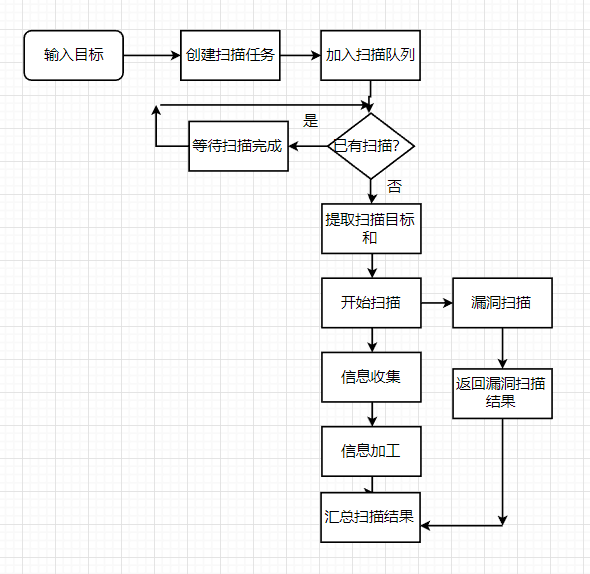 输入目标
创建扫描任务
加入扫描队列
是
等待扫描完成
已有扫描?
否
提取扫描目标
和
开始扫描
漏洞扫描
信息收集
返回漏洞扫描
结果
信息加工
汇总扫描结果